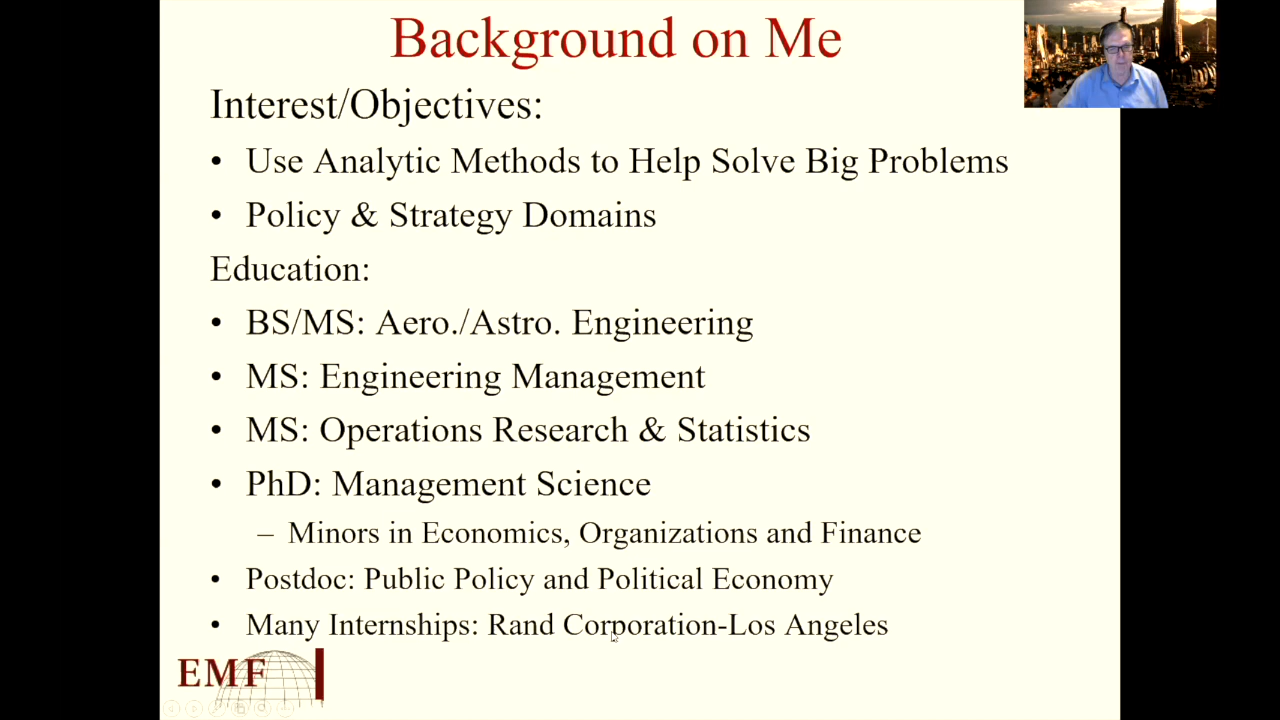 Background on Me
Interest/Objectives:
• Use Analytic Methods to Help Solve Big Problems
• Policy & Strategy Domains
Education:
• BS/MS: Aero./Astro. Engineering
• MS: Engineering Management
• MS: Operations Research & Statistics
• PhD: Management Science
– Minors in Economics, Organizations and Finance
• Postdoc: Public Policy and Political Economy
• Many Internships: Rand Corporation-Los Angeles
EMF